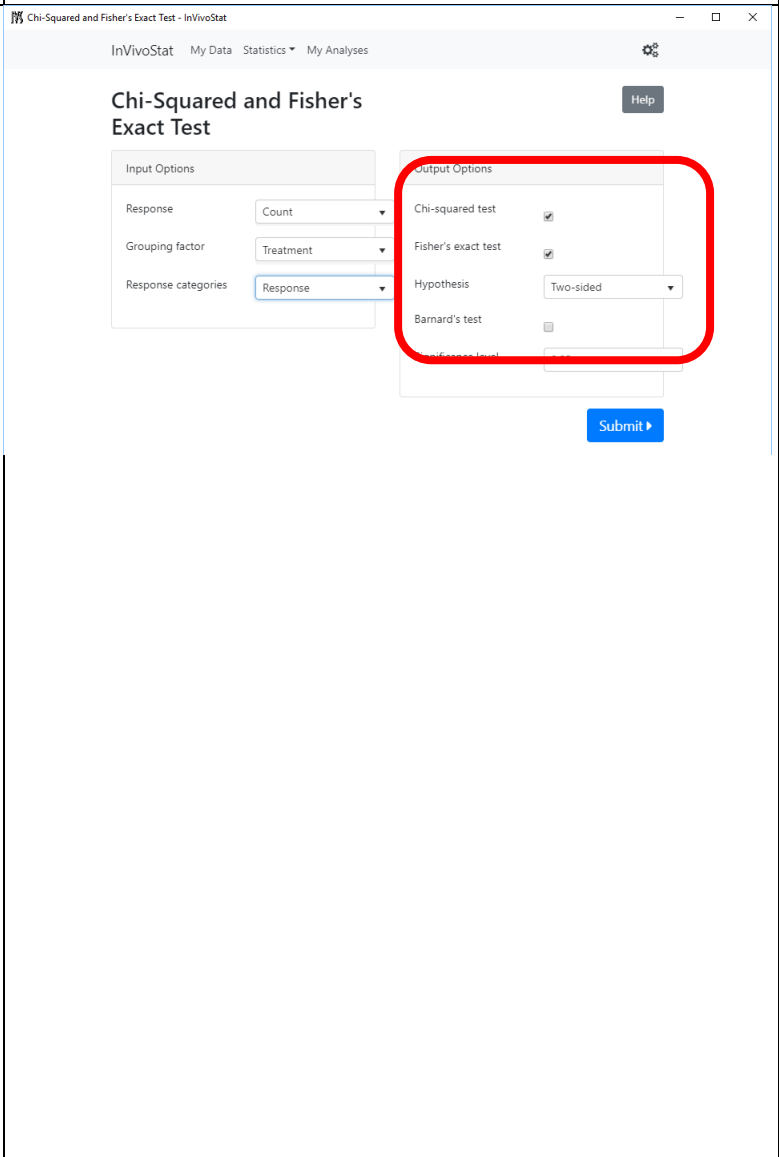 Chi-Squared and Fisher's Exact Test - InVivoStat
InVivoStat My Data Statistics My Analyses
Chi-Squared and Fisher's
Exact Test
Help
Input Options
Response Count
Grouping factor Treatment
Response categories Response
Output Options
Chi-squared test
Fisher's exact test
Hypothesis Two-sided
Barnard's test
Significance level
Submit